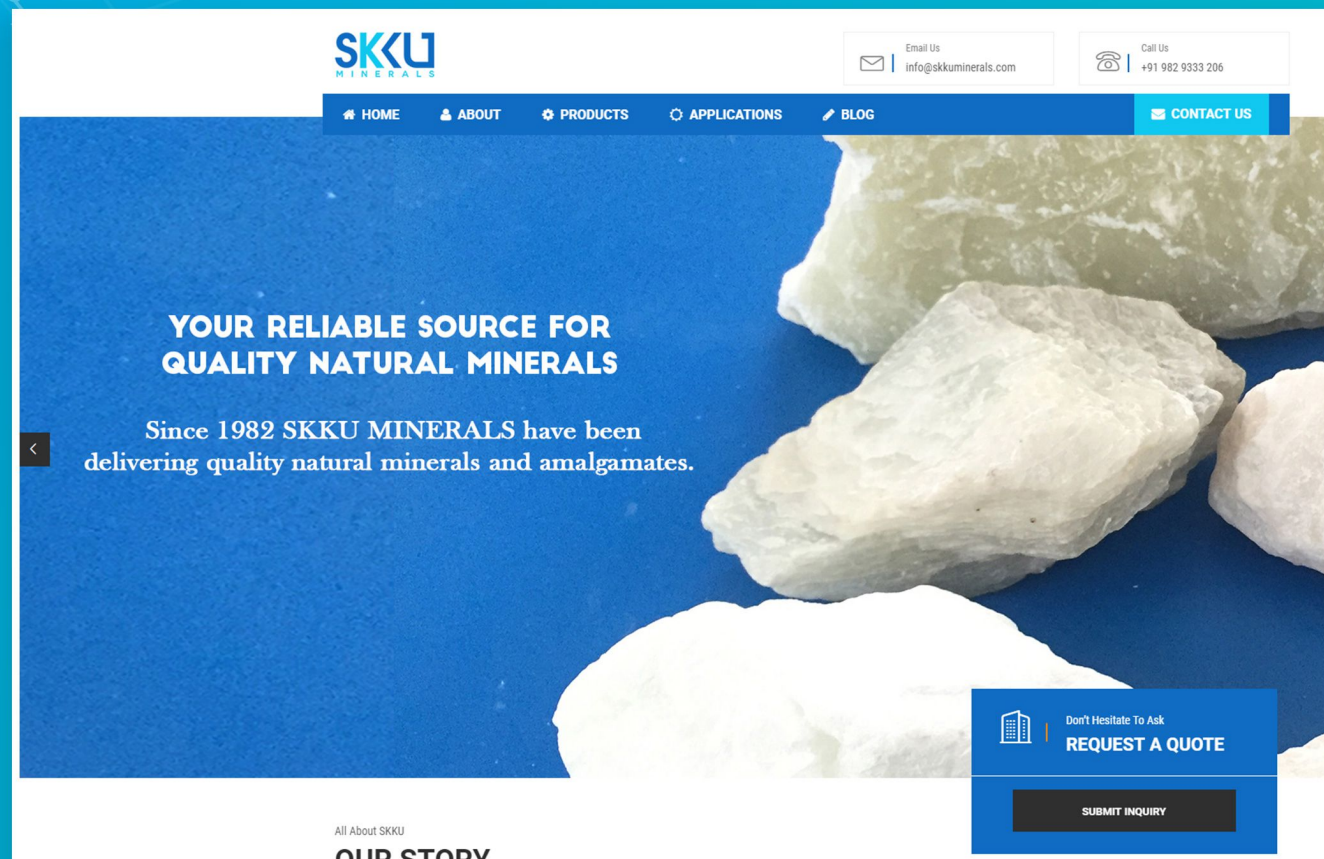 SKKU
MINERALS
Email Us
info@skkuminerals.com
Call Us
+91 982 9333 206
HOME
ABOUT
PRODUCTS
APPLICATIONS
BLOG
CONTACT US
YOUR RELIABLE SOURCE FOR
QUALITY NATURAL MINERALS
Since 1982 SKKU MINERALS have been
delivering quality natural minerals and amalgamates.
Don't Hesitate To Ask
REQUEST A QUOTE
SUBMIT INQUIRY
All About SKKU
OUR STORY